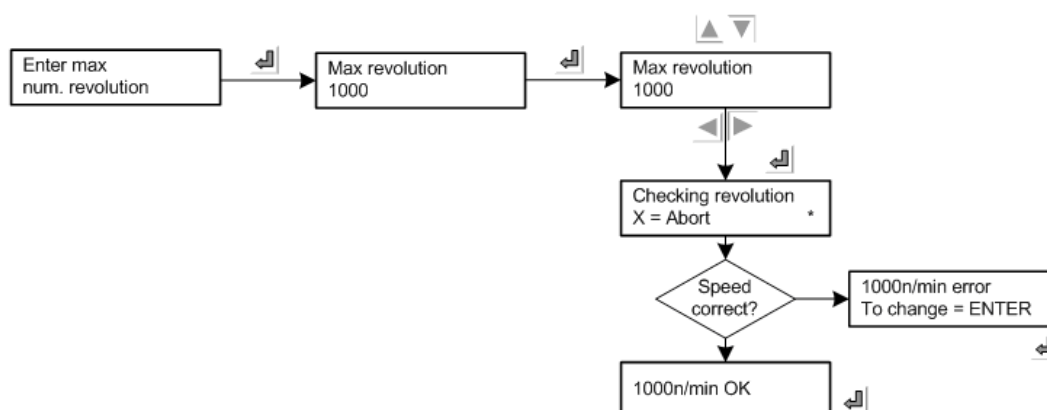 Enter max
num. revolution
Max revolution
1000
Max revolution
1000
Checking revolution
X = Abort *
Speed
correct?
1000n/min error
To change = ENTER
1000n/min OK